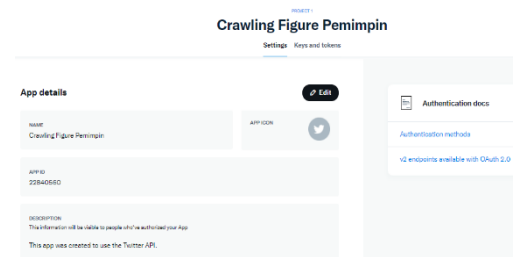 PROJECT 1
Crawling Figure Pemimpin
Settings Keys and tokens
App details
Edit
NAME
Crawling Figure Pemimpin
APP ICON
APP ID
22840560
DESCRIPTION
This information will be visible to people who've authorized your App
This app was created to use the Twitter API.
Authentication docs
Authentication methods
v2 endpoints available with OAuth 2.0